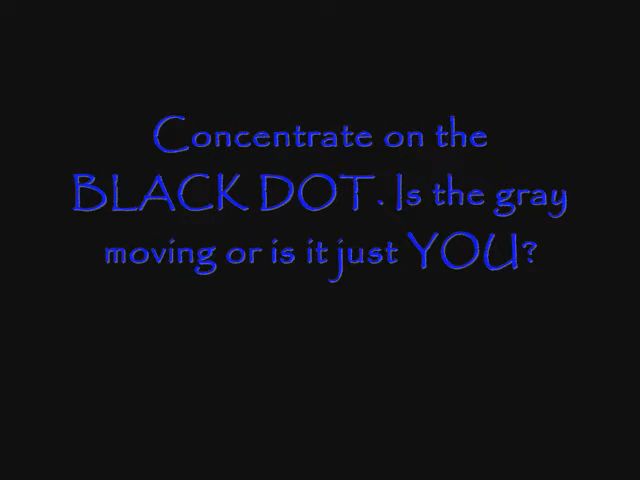 Concentrate on the
BLACK DOT. Is the gray
moving or is it just YOU?